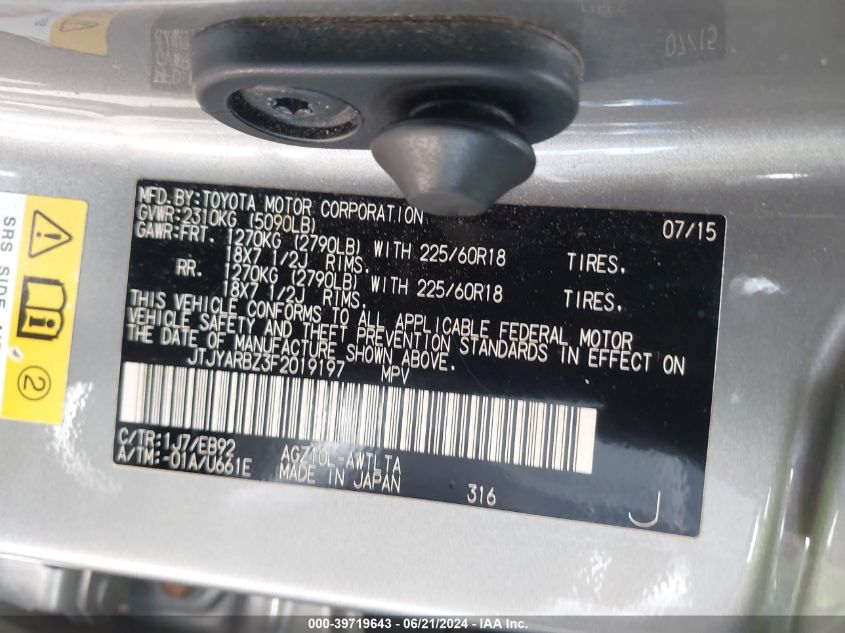 07/15
MFD.BY:TOYOTA MOTOR CORPORATION 07/15
GVWR:2310KG (5090LB)
GAWR:FRT. 1270KG (2790LB) WITH 225/60R18 TIRES.
18X7 1/2J RIMS.
RR. 1270KG (2790LB) WITH 225/60R18 TIRES.
18X7 1/2J RIMS.
THIS VEHICLE CONFORMS TO ALL APPLICABLE FEDERAL MOTOR
VEHICLE SAFETY AND THEFT PREVENTION STANDARDS IN EFFECT ON
THE DATE OF MANUFACTURE SHOWN ABOVE.
JTJYARBZ3F2019197 MPV
C/TR:1J7/EB92 AGZ10L-AWTLTA
A/TM:-01A/U661E MADE IN JAPAN 316
J
SRS SIDE
2
000-39719643 / 06/21/2024 / IAA Inc.